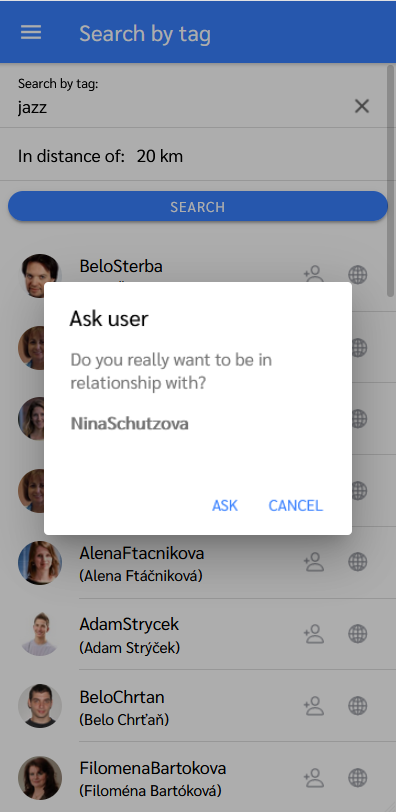 Search by tag
Search by tag:
jazz
In distance of: 20 km
SEARCH
BeloSterba
Ask user
Do you really want to be in
relationship with?
NinaSchutzova
ASK CANCEL
AlenaFtacnikova
(Alena Ftáčniková)
AdamStrycek
(Adam Strýček)
BeloChrtan
(Belo Chrťaň)
FilomenaBartokova
(Filoména Bartóková)